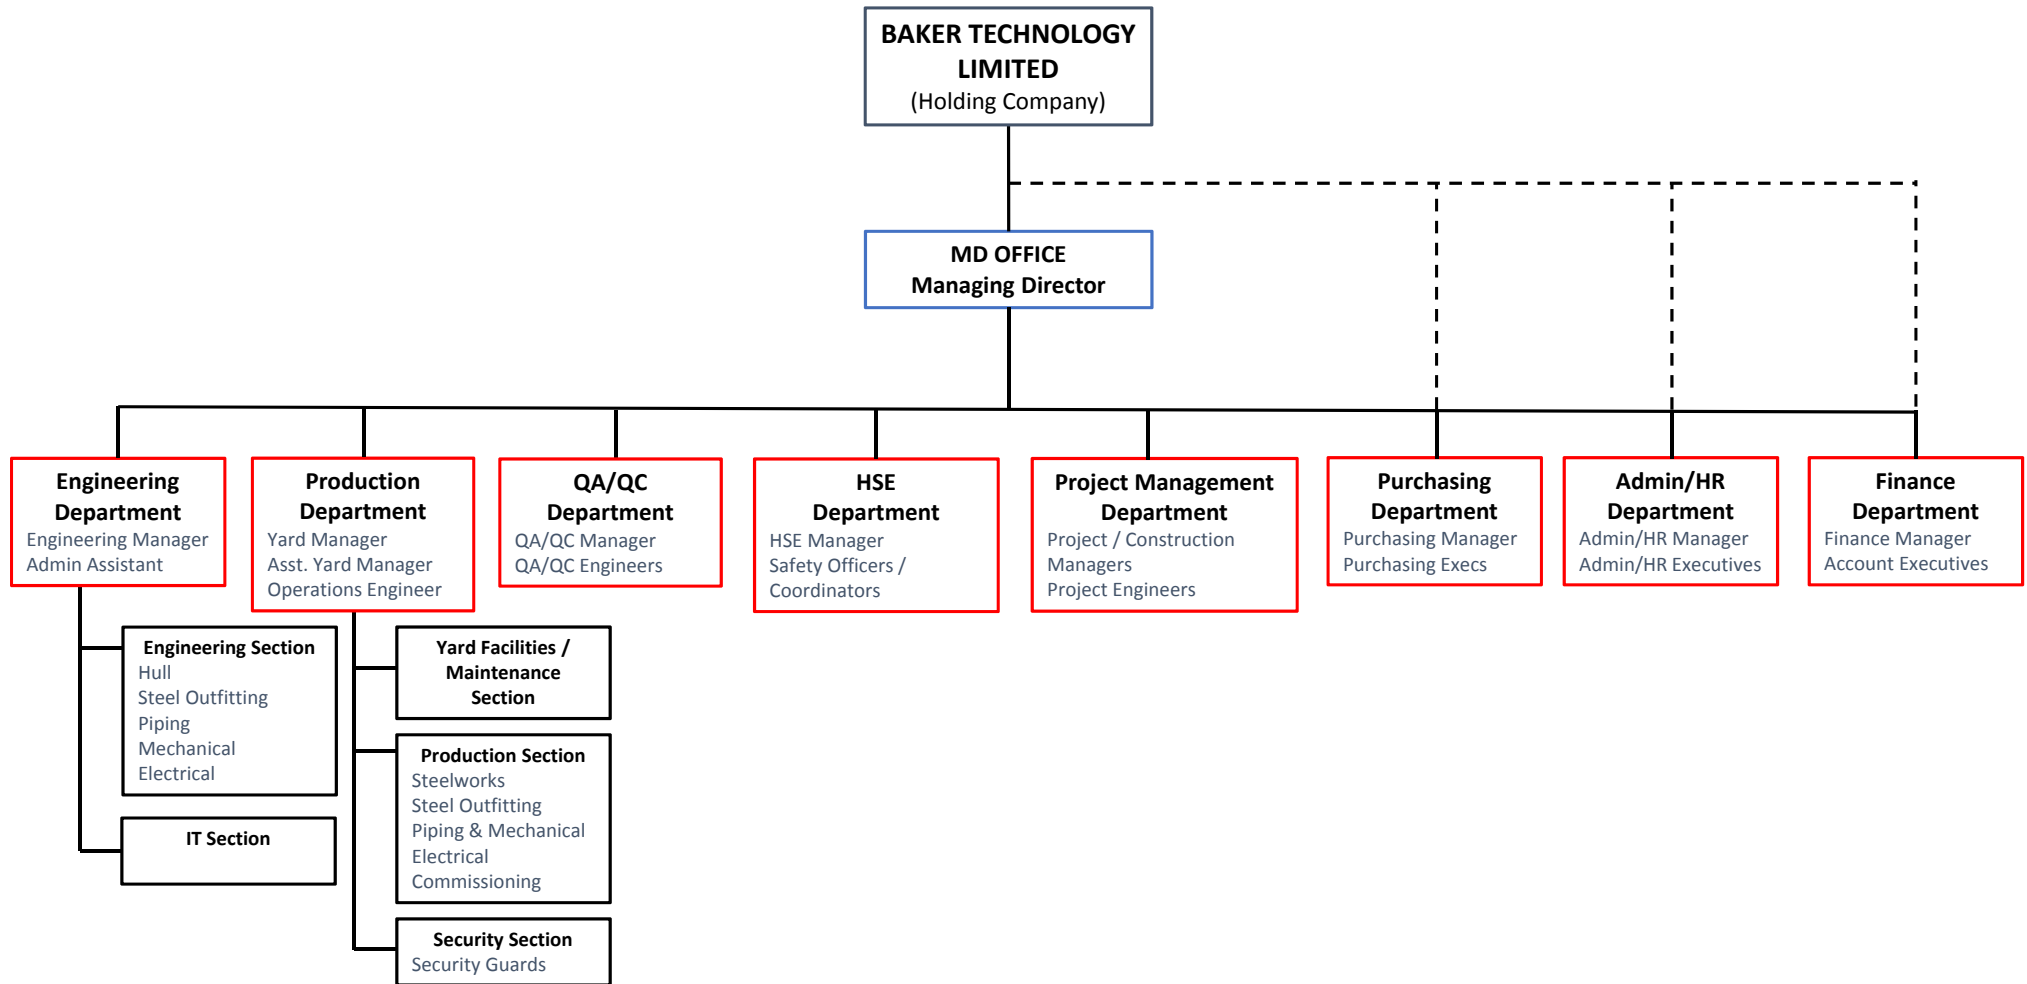 BAKER TECHNOLOGY
LIMITED
(Holding Company)
MD OFFICE
Managing Director
Engineering
Department
Engineering Manager
Admin Assistant
Production
Department
Yard Manager
Asst. Yard Manager
Operations Engineer
QA/QC
Department
QA/QC Manager
QA/QC Engineers
HSE
Department
HSE Manager
Safety Officers /
Coordinators
Project Management
Department
Project / Construction
Managers
Project Engineers
Purchasing
Department
Purchasing Manager
Purchasing Execs
Admin/HR
Department
Admin/HR Manager
Admin/HR Executives
Finance
Department
Finance Manager
Account Executives
Engineering Section
Hull
Steel Outfitting
Piping
Mechanical
Electrical
IT Section
Yard Facilities /
Maintenance
Section
Production Section
Steelworks
Steel Outfitting
Piping & Mechanical
Electrical
Commissioning
Security Section
Security Guards